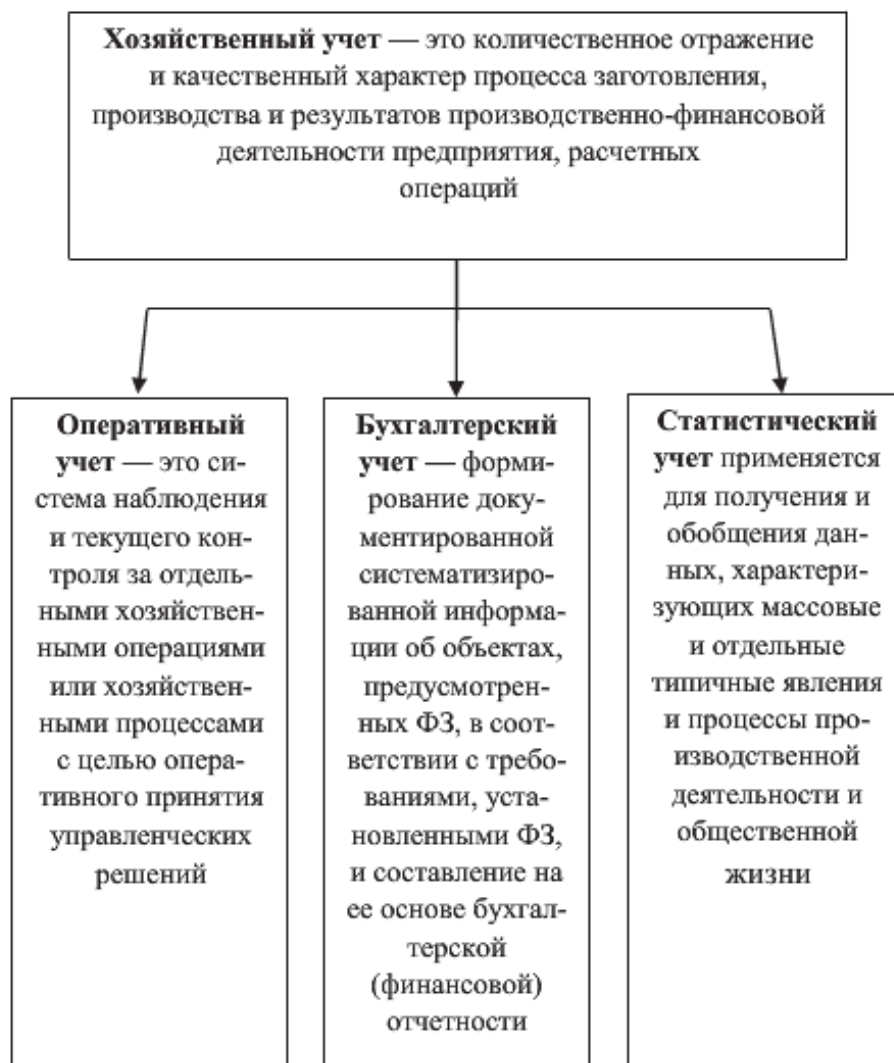 Хозяйственный учет — это количественное отражение
и качественный характер процесса заготовления,
производства и результатов производственно-финансовой
деятельности предприятия, расчетных
операций
Оперативный
учет — это си-
стема наблюдения
и текущего кон-
троля за отдель-
ными хозяйствен-
ными операциями
или хозяйствен-
ными процессами
с целью опера-
тивного принятия
управленческих
решений
Бухгалтерский
учет — форми-
рование доку-
ментированной
систематизиро-
ванной информа-
ции об объектах,
предусмотрен-
ных ФЗ, в соот-
ветствии с требо-
ваниями, уста-
новленными ФЗ,
и составление на
ее основе бухгал-
терской
(финансовой)
отчетности
Статистический
учет применяется
для получения и
обобщения дан-
ных, характери-
зующих массовые
и отдельные
типичные явления
и процессы про-
изводственной
деятельности и
общественной
жизни